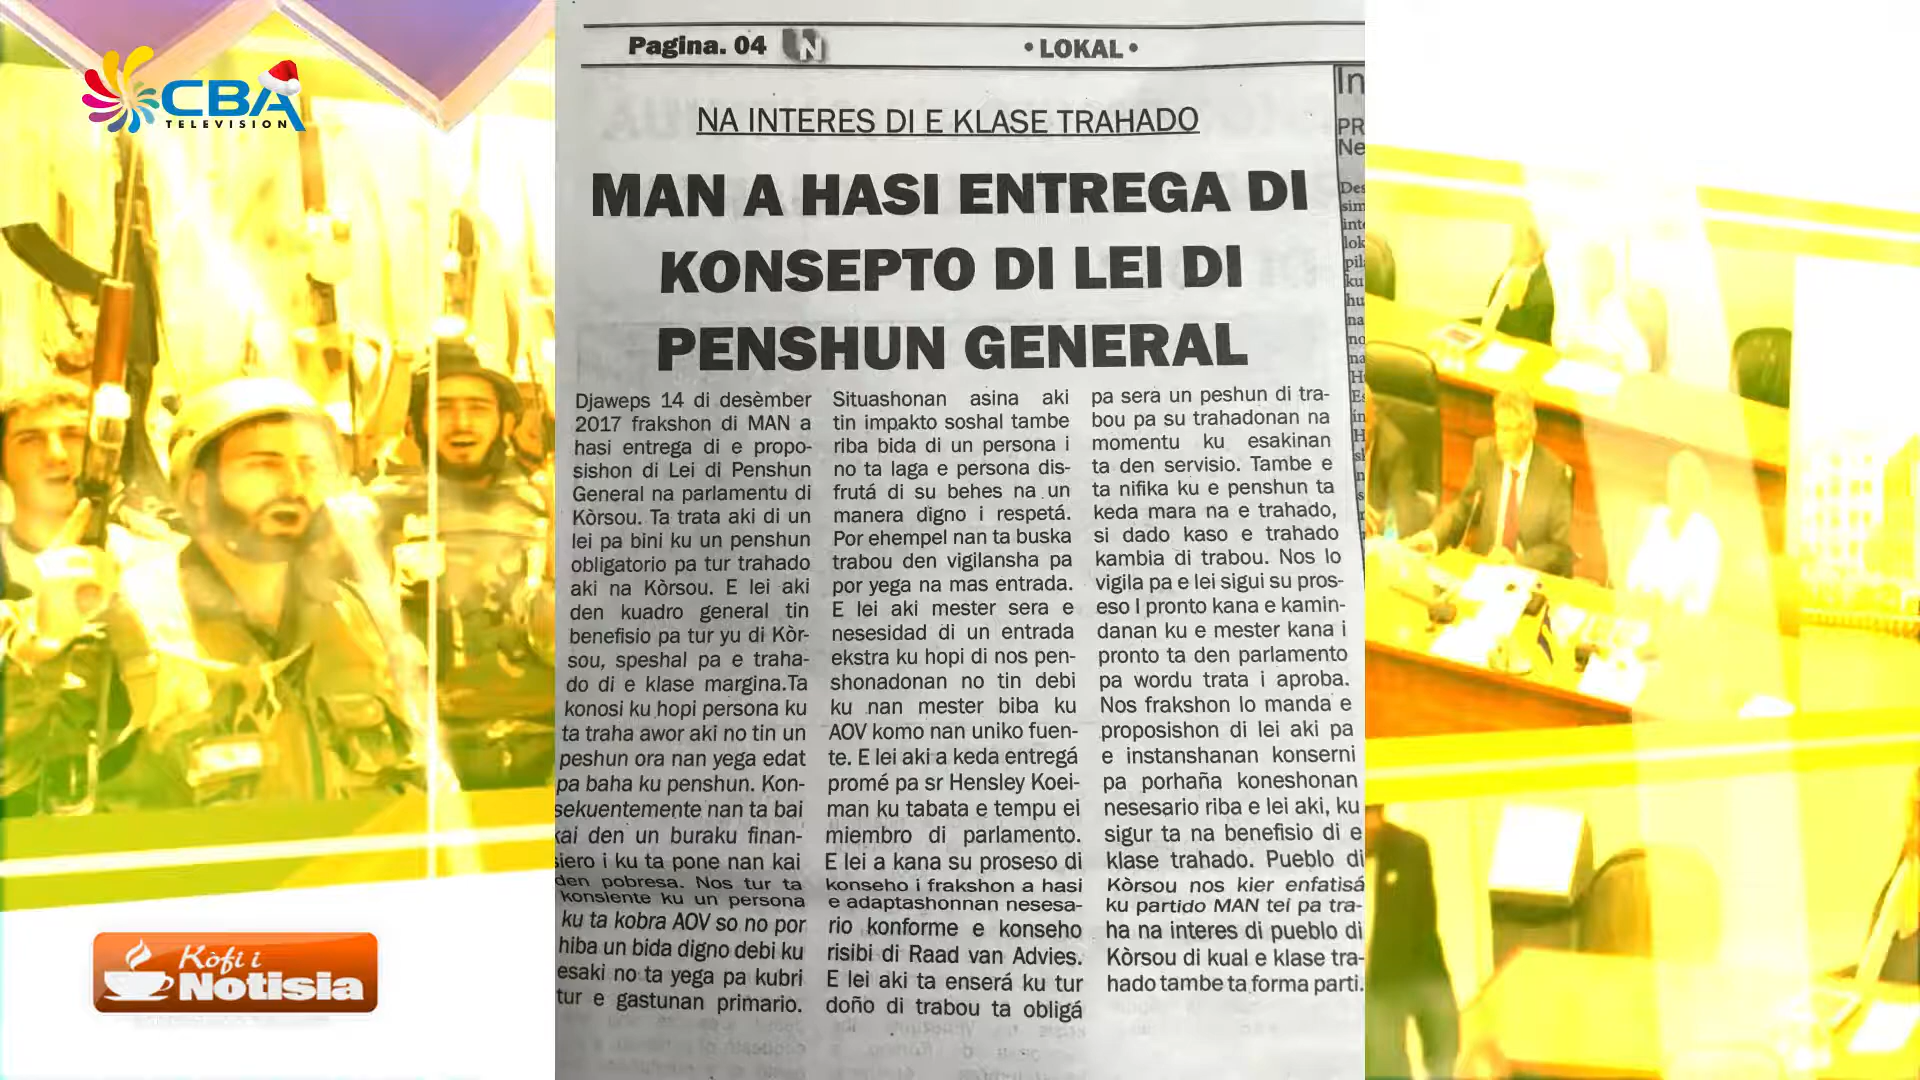 CBA
TELEVISION
Pagina. 04 UN
• LOKAL •
NA INTERES DI E KLASE TRAHADO
MAN A HASI ENTREGA DI
KONSEPTO DI LEI DI
PENSHUN GENERAL
Djaweps 14 di desèmber
2017 frakshon di MAN a
hasi entrega di e propo-
sishon di Lei di Penshun
General na parlamentu di
Kòrsou. Ta trata aki di un
lei pa bini ku un penshun
obligatorio pa tur trahado
aki na Kòrsou. E lei aki
den kuadro general tin
benefisio pa tur yu di Kòr-
sou, speshal pa e traha-
do di e klase margina.Ta
konosi ku hopi persona ku
ta traha awor aki no tin un
peshun ora nan yega edat
pa baha ku penshun. Kon-
sekuentemente nan ta bai
kai den un buraku finan-
siero i ku ta pone nan kai
den pobresa. Nos tur ta
konsiente ku un persona
ku ta kobra AOV so no por
hiba un bida digno debi ku
esaki no ta yega pa kubri
tur e gastunan primario.
Situashonan asina aki
tin impakto soshal tambe
riba bida di un persona i
no ta laga e persona dis-
frutá di su behes na un
manera digno i respetá.
Por ehempel nan ta buska
trabou den vigilansha pa
por yega na mas entrada.
E lei aki mester sera e
nesesidad di un entrada
ekstra ku hopi di nos pen-
shonadonan no tin debi
ku nan mester biba ku
AOV komo nan uniko fuen-
te. E lei aki a keda entregá
promé pa sr Hensley Koei-
man ku tabata e tempu ei
miembro di parlamento.
E lei a kana su proseso di
konseho i frakshon a hasi
e adaptashonnan nesesa-
rio konforme e konseho
risibi di Raad van Advies.
E lei aki ta enserá ku tur
doño di trabou ta obligá
pa sera un peshun di tra-
bou pa su trahadonan na
momentu ku esakinan
ta den servisio. Tambe e
ta nifika ku e penshun ta
keda mara na e trahado,
si dado kaso e trahado
kambia di trabou. Nos lo
vigila pa e lei sigui su pros-
eso I pronto kana e kamin-
danan ku e mester kana i
pronto ta den parlamento
pa wordu trata i aproba.
Nos frakshon lo manda e
proposishon di lei aki pa
e instanshanan konserni
pa porhaña koneshonan
nesesario riba e lei aki, ku
sigur ta na benefisio di e
klase trahado. Pueblo di
Kòrsou nos kier enfatisá
ku partido MAN tei pa tra-
ha na interes di pueblo di
Kòrsou di kual e klase tra-
hado tambe ta forma parti.
In
PR
Ne
Des
sim
inte
lok
pil
ku
hu
na
no
na
Kòfi i
Notisia